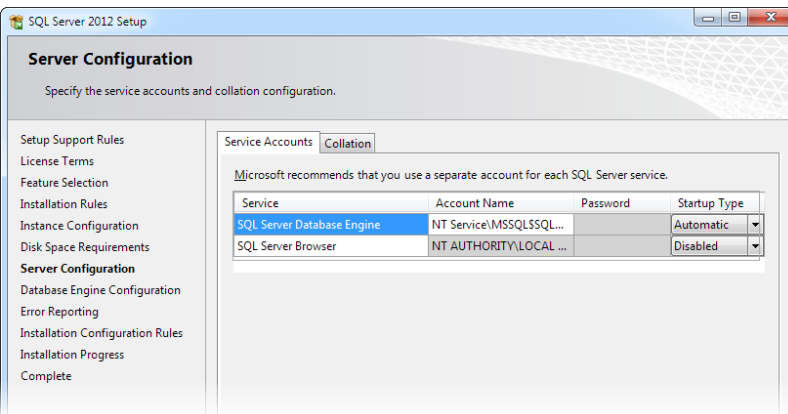 SQL Server 2012 Setup
Server Configuration
Specify the service accounts and collation configuration.
Setup Support Rules
License Terms
Feature Selection
Installation Rules
Instance Configuration
Disk Space Requirements
Server Configuration
Database Engine Configuration
Error Reporting
Installation Configuration Rules
Installation Progress
Complete
Service Accounts Collation
Microsoft recommends that you use a separate account for each SQL Server service.
Service Account Name Password Startup Type
SQL Server Database Engine NT Service\MSSQL$SQL... Automatic
SQL Server Browser NT AUTHORITY\LOCAL ... Disabled